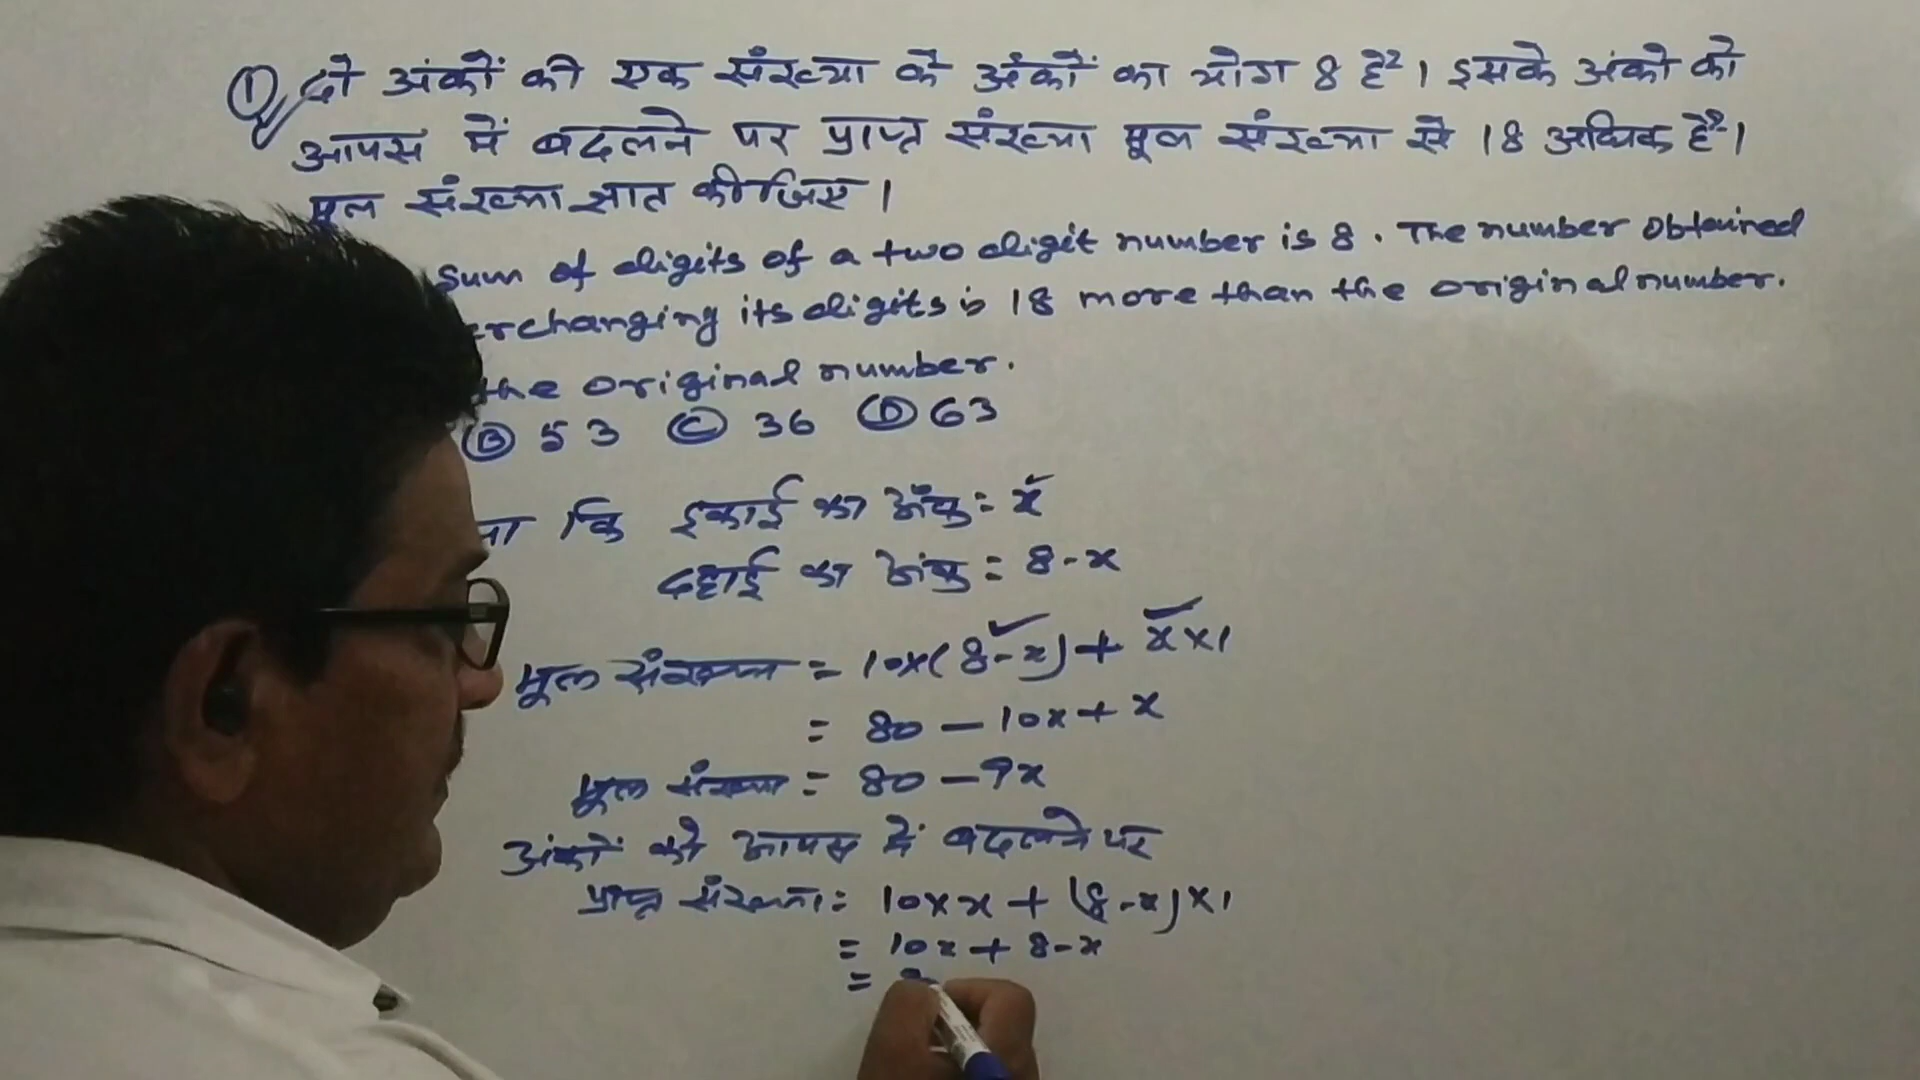 ① दो अंकों की एक संख्या के अंकों का योग 8 है। इसके अंको को
आपस में बदलने पर प्राप्त संख्या मूल संख्या से 18 अधिक है।
मूल संख्या ज्ञात कीजिए।
Sum of digits of a two digit number is 8. The number obtained
erchanging its digits is 18 more than the original number.
the original number.
Ⓑ 53 Ⓒ 36 Ⓓ 63
ना कि इकाई का अंक = x
दहाई का अंक = 8-x
मूल संख्या = 10×(8-x) + x×1
= 80 - 10x + x
मूल संख्या = 80 - 9x
अंकों को आपस में बदलने पर
प्राप्त संख्या = 10×x + (8-x)×1
= 10x + 8-x
=